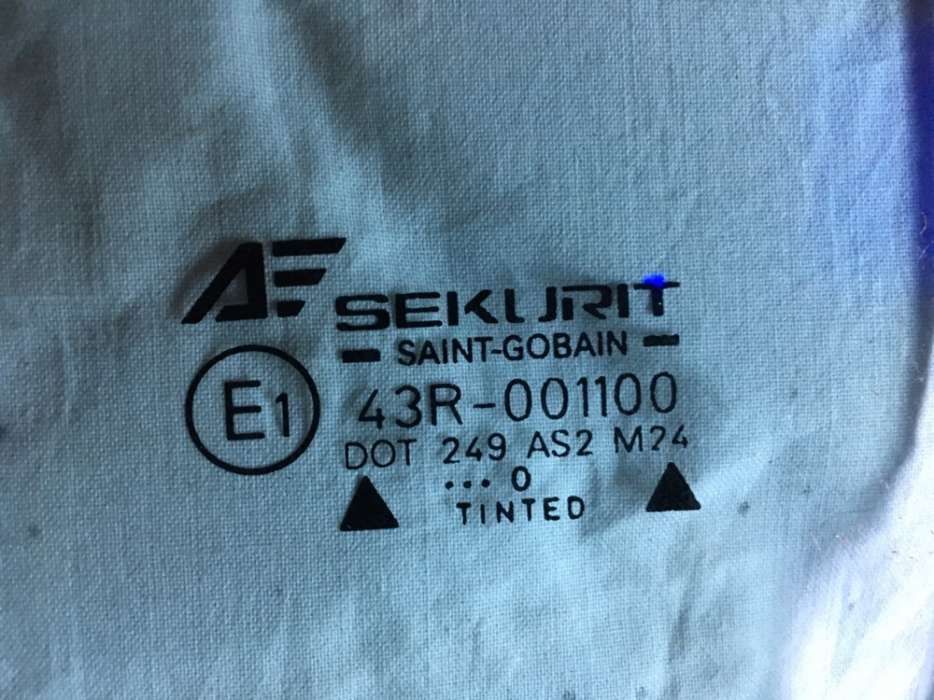 AF SEKURIT
SAINT-GOBAIN
E1 43R-001100
DOT 249 AS2 M24
... 0
TINTED